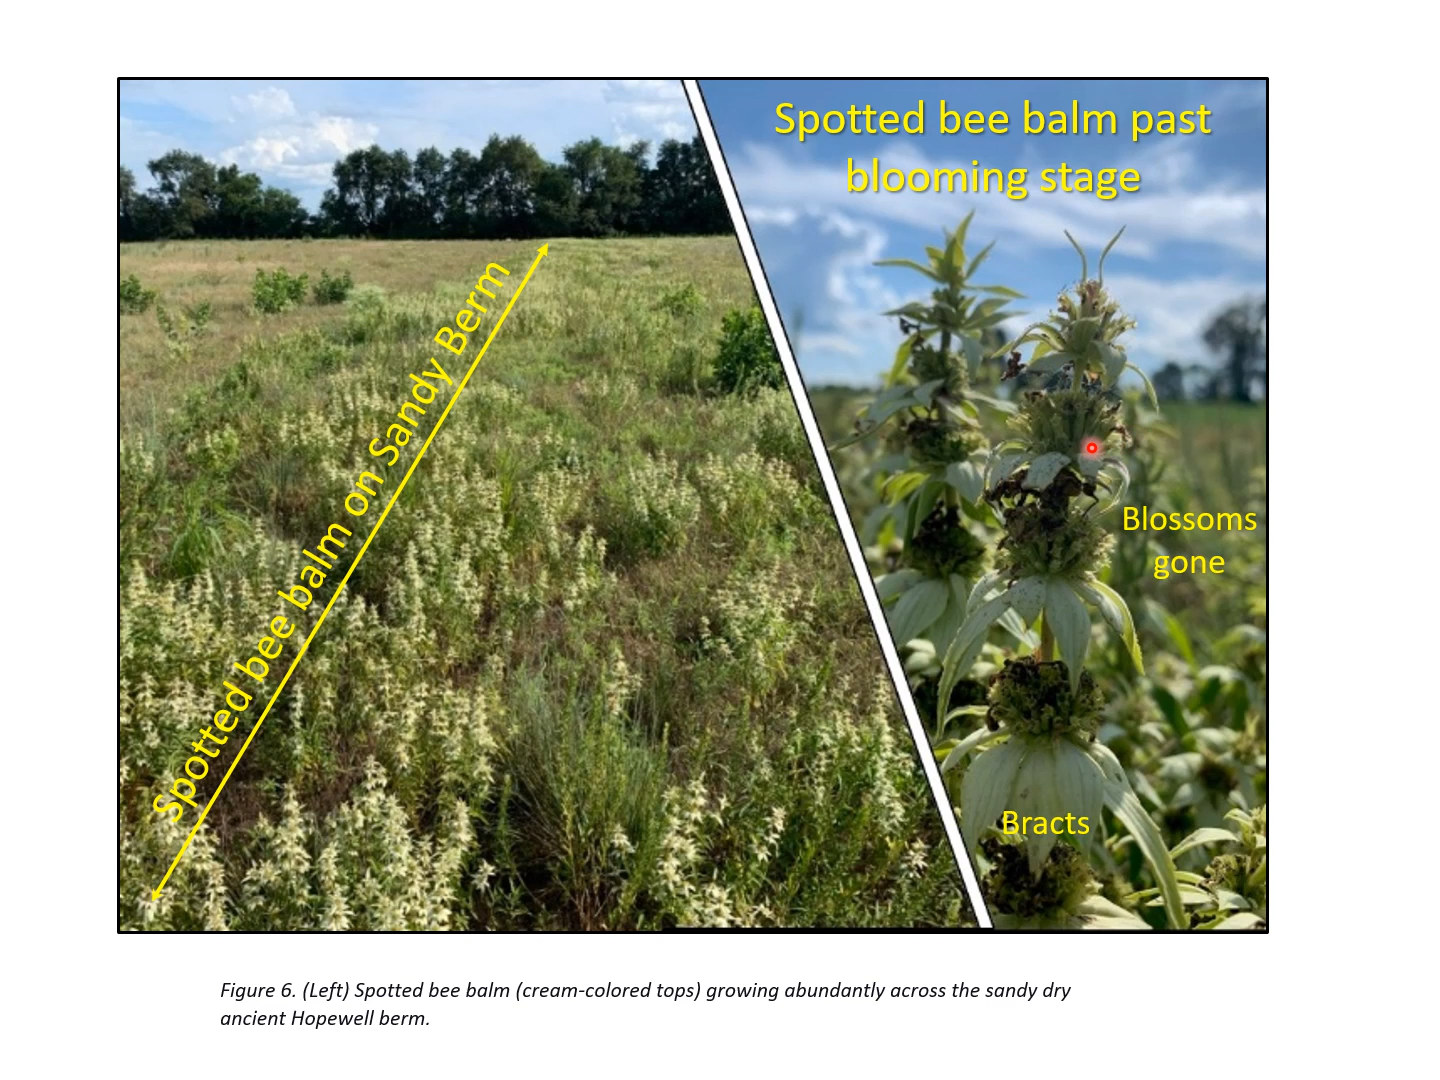 Spotted bee balm on Sandy Berm
Spotted bee balm past
blooming stage
Blossoms
gone
Bracts
Figure 6. (Left) Spotted bee balm (cream-colored tops) growing abundantly across the sandy dry
ancient Hopewell berm.